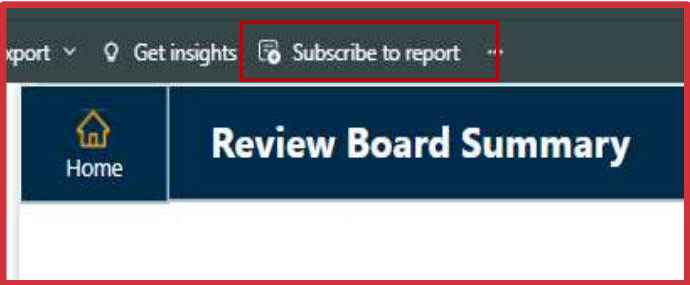 xport Get insights Subscribe to report ...
Home
Review Board Summary